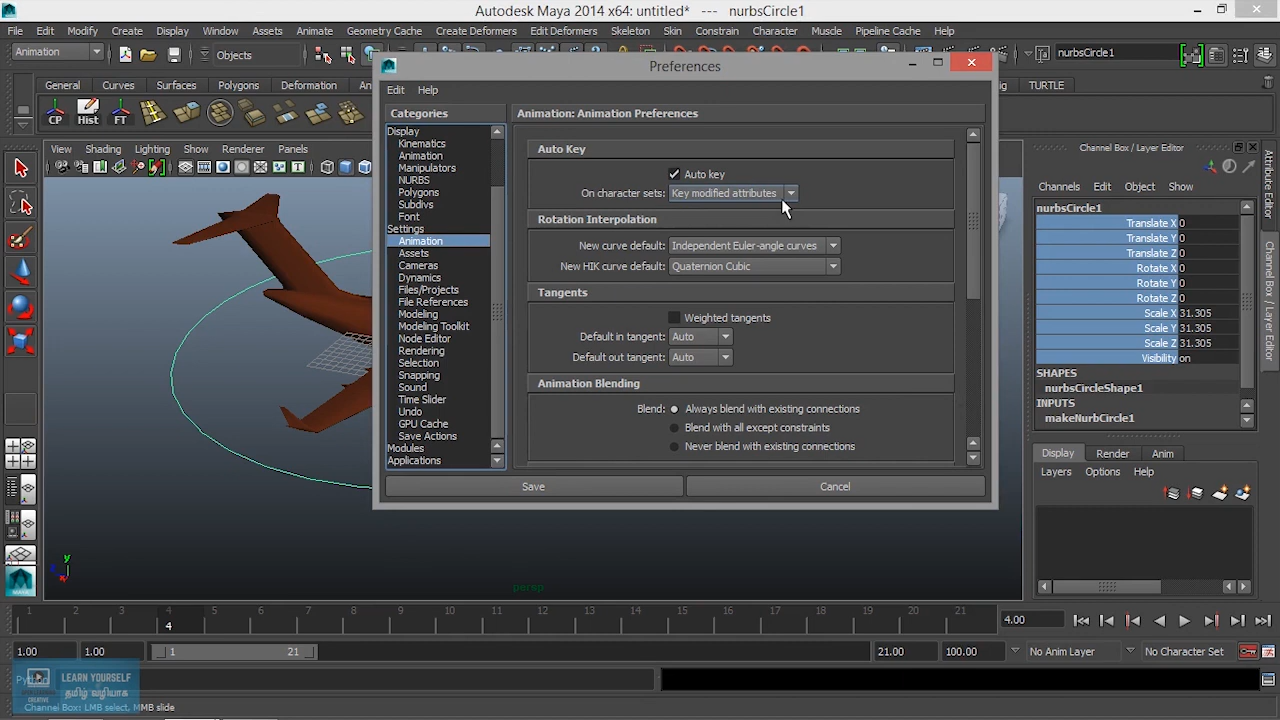 Autodesk Maya 2014 x64: untitled* --- nurbsCircle1
File Edit Modify Create Display Window Assets Animate Geometry Cache Create Deformers Edit Deformers Skeleton Skin Constrain Character Muscle Pipeline Cache Help
Animation Objects nurbsCircle1
General Curves Surfaces Polygons Deformation TURTLE
CP Hist FT
View Shading Lighting Show Renderer Panels
Preferences
Edit Help
Categories
Display
Kinematics
Animation
Manipulators
NURBS
Polygons
Subdivs
Font
Settings
Animation
Assets
Cameras
Dynamics
Files/Projects
File References
Modeling
Modeling Toolkit
Node Editor
Rendering
Selection
Snapping
Sound
Time Slider
Undo
GPU Cache
Save Actions
Modules
Applications
Animation: Animation Preferences
Auto Key
Auto key
On character sets: Key modified attributes
Rotation Interpolation
New curve default: Independent Euler-angle curves
New HIK curve default: Quaternion Cubic
Tangents
Weighted tangents
Default in tangent: Auto
Default out tangent: Auto
Animation Blending
Blend: Always blend with existing connections
Blend with all except constraints
Never blend with existing connections
Save Cancel
Channel Box / Layer Editor
Channels Edit Object Show
nurbsCircle1
Translate X 0
Translate Y 0
Translate Z 0
Rotate X 0
Rotate Y 0
Rotate Z 0
Scale X 31.305
Scale Y 31.305
Scale Z 31.305
Visibility on
SHAPES
nurbsCircleShape1
INPUTS
makeNurbCircle1
Display Render Anim
Layers Options Help
Attribute Editor
Channel Box / Layer Editor
y
persp
1 2 3 4 5 6 7 8 9 10 11 12 13 14 15 16 17 18 19 20 21
4
4.00
1.00 1.00 1 21 21.00 100.00 No Anim Layer No Character Set
Python
LEARN YOURSELF
தமிழ் வழியாக
CREATIVE
Channel Box: LMB select, MMB slide